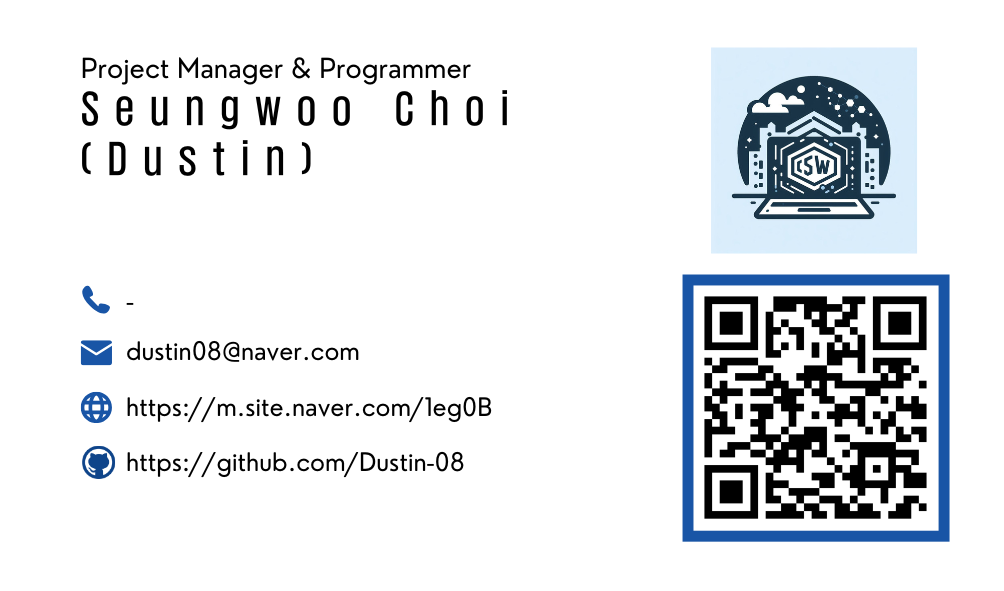 Project Manager & Programmer
Seungwoo Choi
(Dustin)
CSW
-
dustin08@naver.com
https://m.site.naver.com/1eg0B
https://github.com/Dustin-08